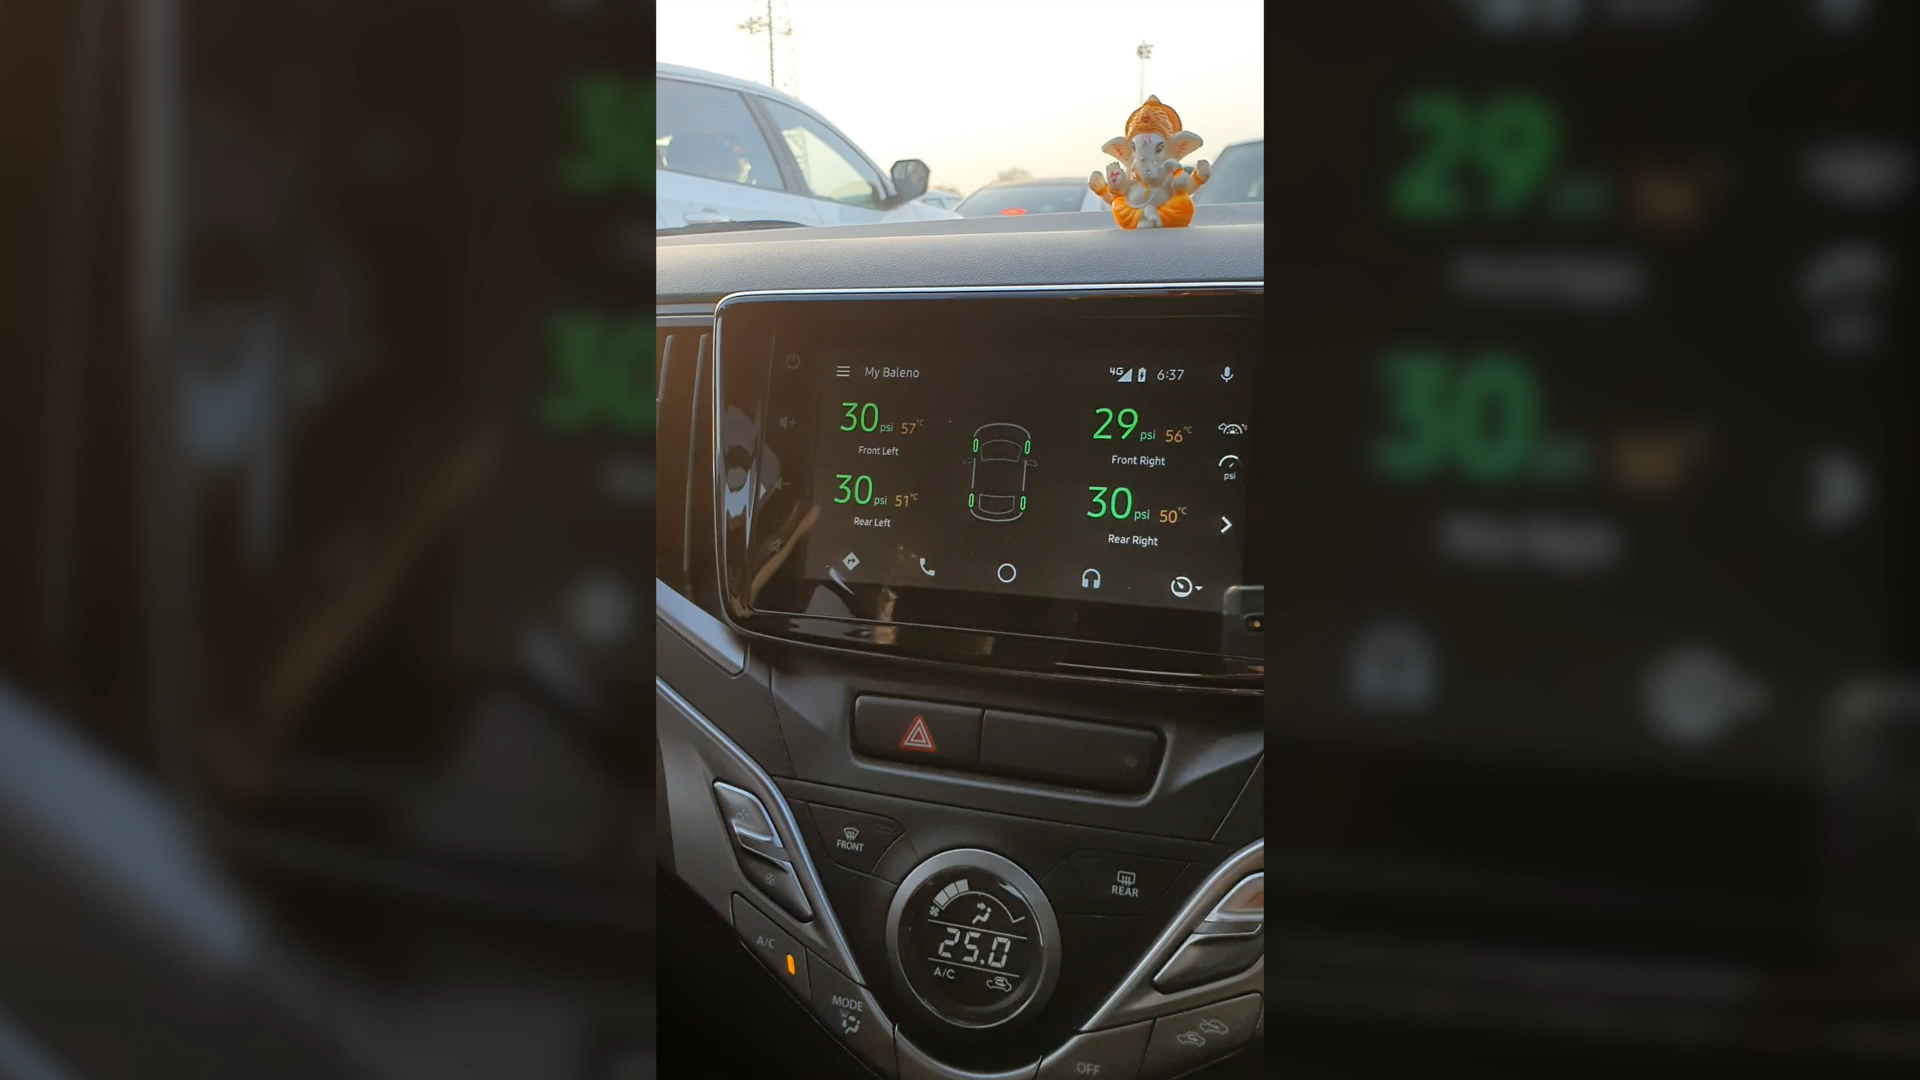 My Baleno
4G 6:37
30 psi 57°C
Front Left
29 psi 56°C
Front Right
psi
30 psi 51°C
Rear Left
30 psi 50°C
Rear Right
FRONT
REAR
25.0
A/C
A/C
MODE
OFF